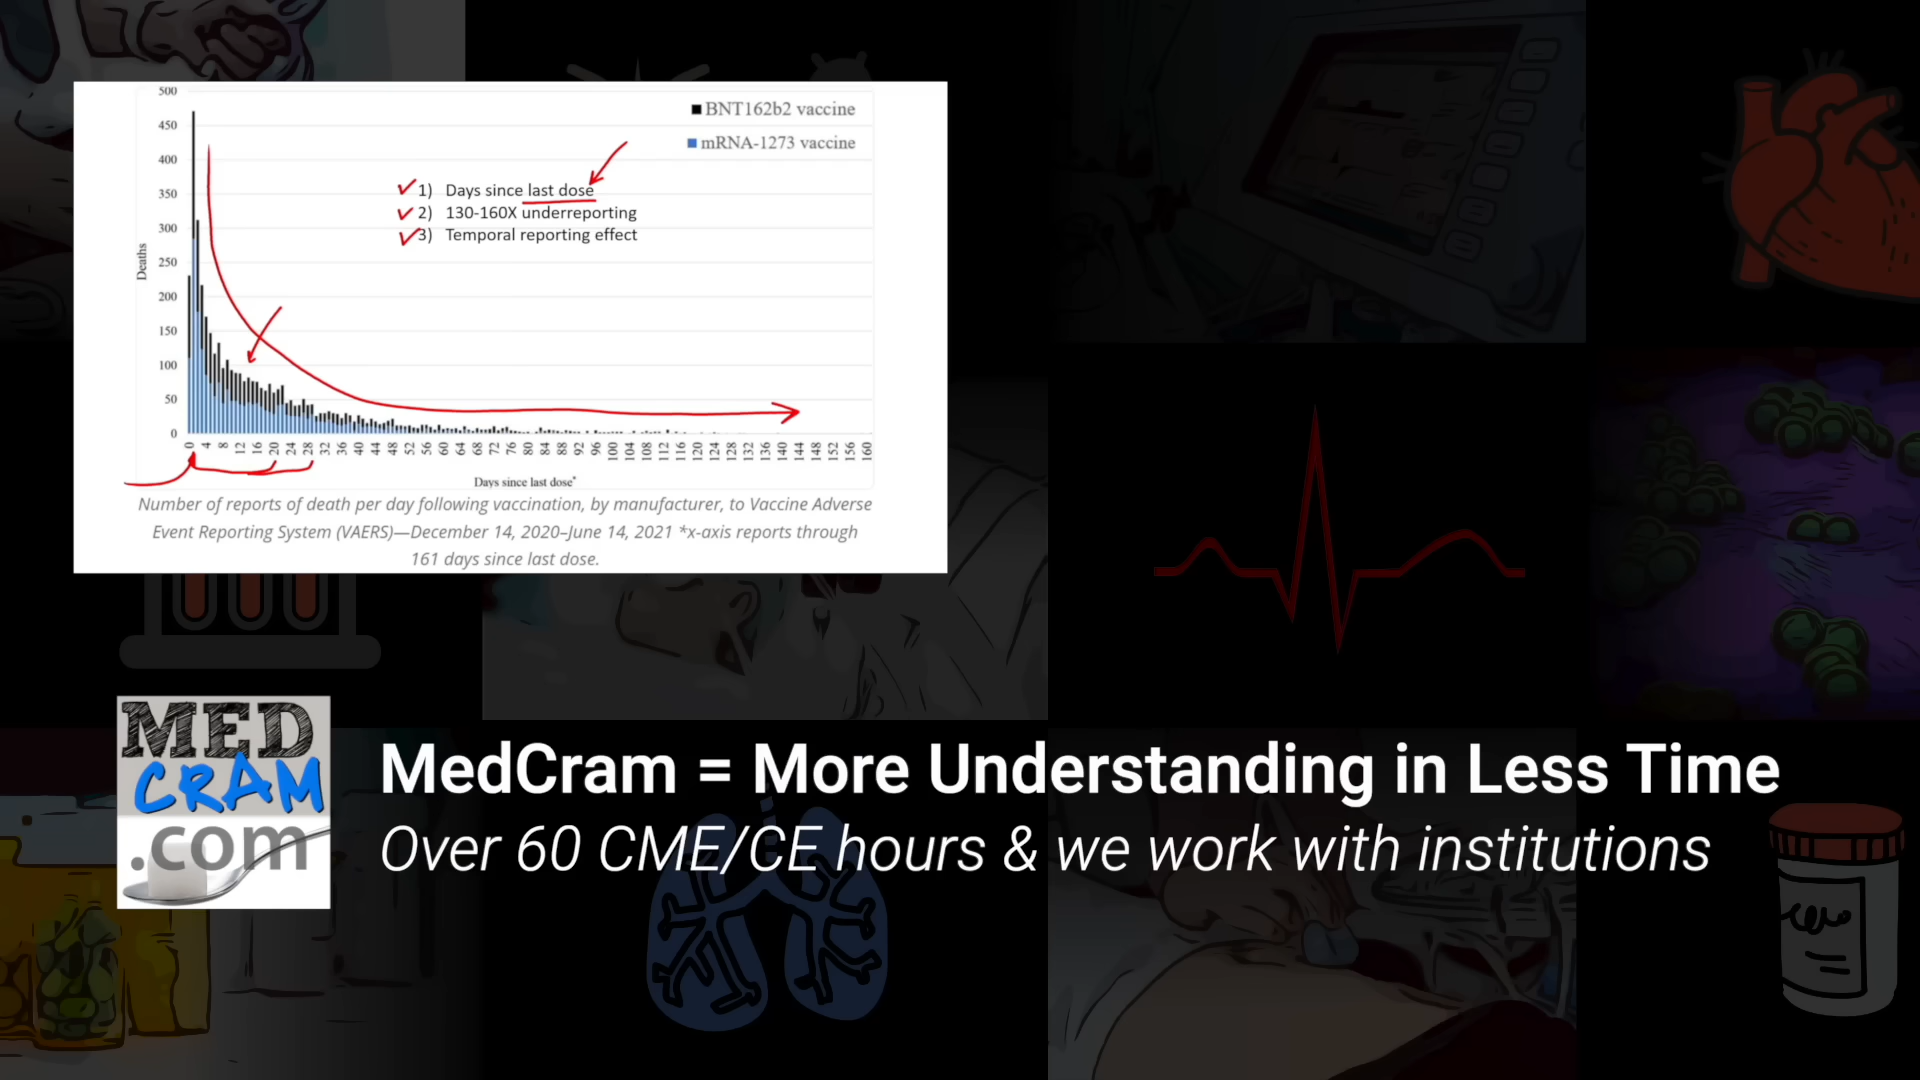 500
450
400
350
300
250
200
150
100
50
0
Deaths
BNT162b2 vaccine
mRNA-1273 vaccine
1) Days since last dose
2) 130-160X underreporting
3) Temporal reporting effect
0 4 8 12 16 20 24 28 32 36 40 44 48 52 56 60 64 68 72 76 80 84 88 92 96 100 104 108 112 116 120 124 128 132 136 140 144 148 152 156 160
Days since last dose*
Number of reports of death per day following vaccination, by manufacturer, to Vaccine Adverse
Event Reporting System (VAERS)—December 14, 2020–June 14, 2021 *x-axis reports through
161 days since last dose.
MED
CRAM
.com
MedCram = More Understanding in Less Time
Over 60 CME/CE hours & we work with institutions